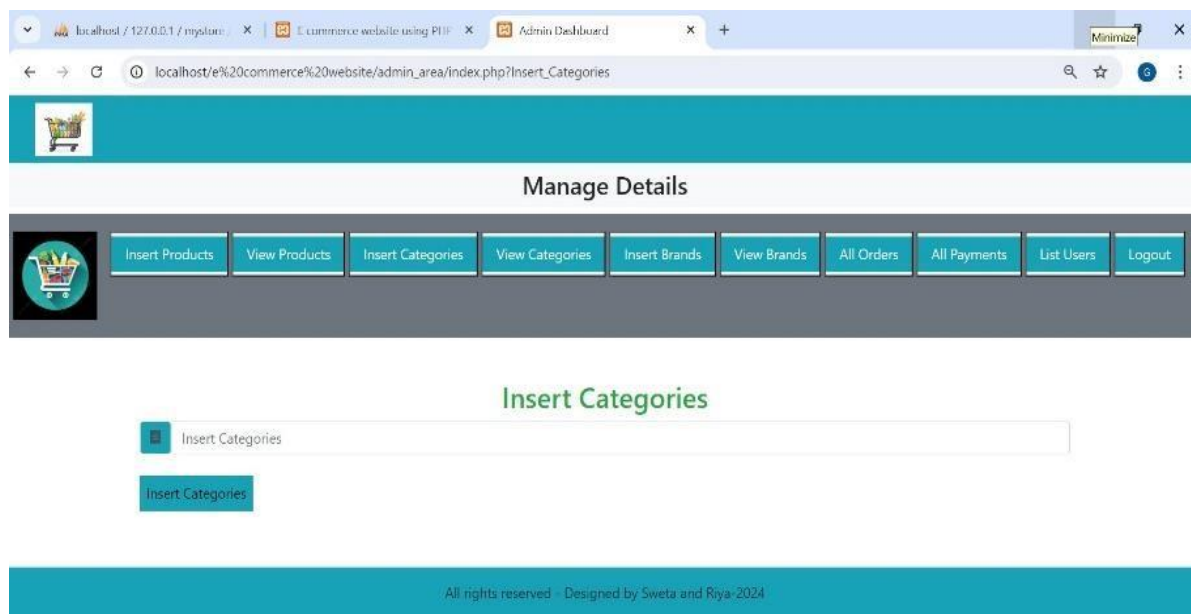 localhost / 127.0.0.1 / mystore
E commerce website using PHP
Admin Dashboard
Minimize
localhost/e%20commerce%20website/admin_area/index.php?Insert_Categories
G
Manage Details
Insert Products
View Products
Insert Categories
View Categories
Insert Brands
View Brands
All Orders
All Payments
List Users
Logout
Insert Categories
Insert Categories
Insert Categories
All rights reserved - Designed by Sweta and Riya-2024